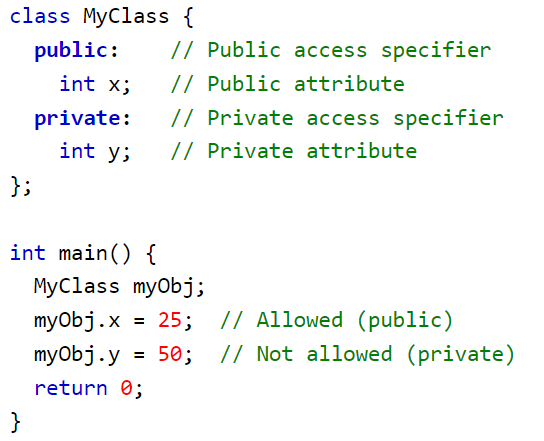 class MyClass {
  public:    // Public access specifier
    int x;   // Public attribute
  private:   // Private access specifier
    int y;   // Private attribute
};

int main() {
  MyClass myObj;
  myObj.x = 25;  // Allowed (public)
  myObj.y = 50;  // Not allowed (private)
  return 0;
}